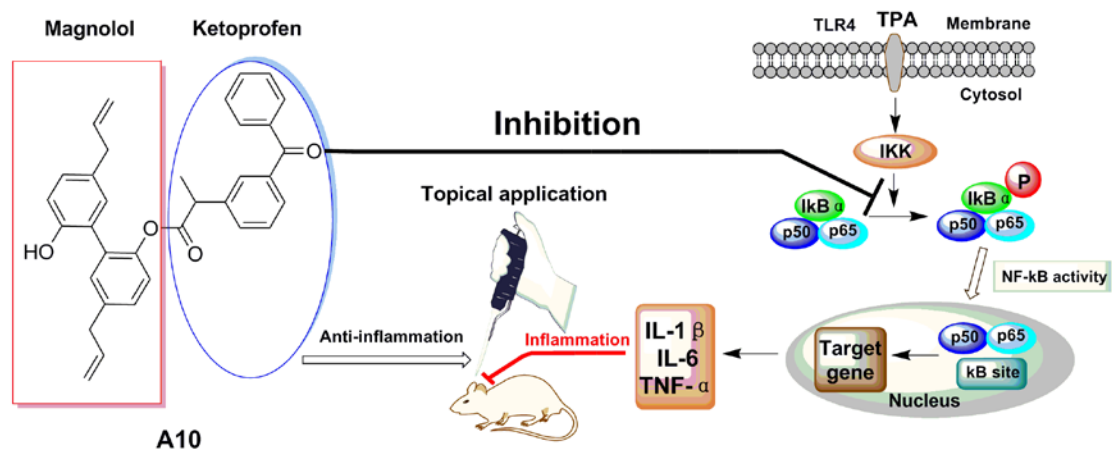 Magnolol
Ketoprofen
O
O
O
HO
A10
Inhibition
Topical application
Anti-inflammation
Inflammation
TLR4
TPA
Membrane
Cytosol
IKK
IkB α
p50
p65
P
IkB α
p50
p65
NF-kB activity
p50
p65
kB site
Target
gene
Nucleus
IL-1 β
IL-6
TNF- α